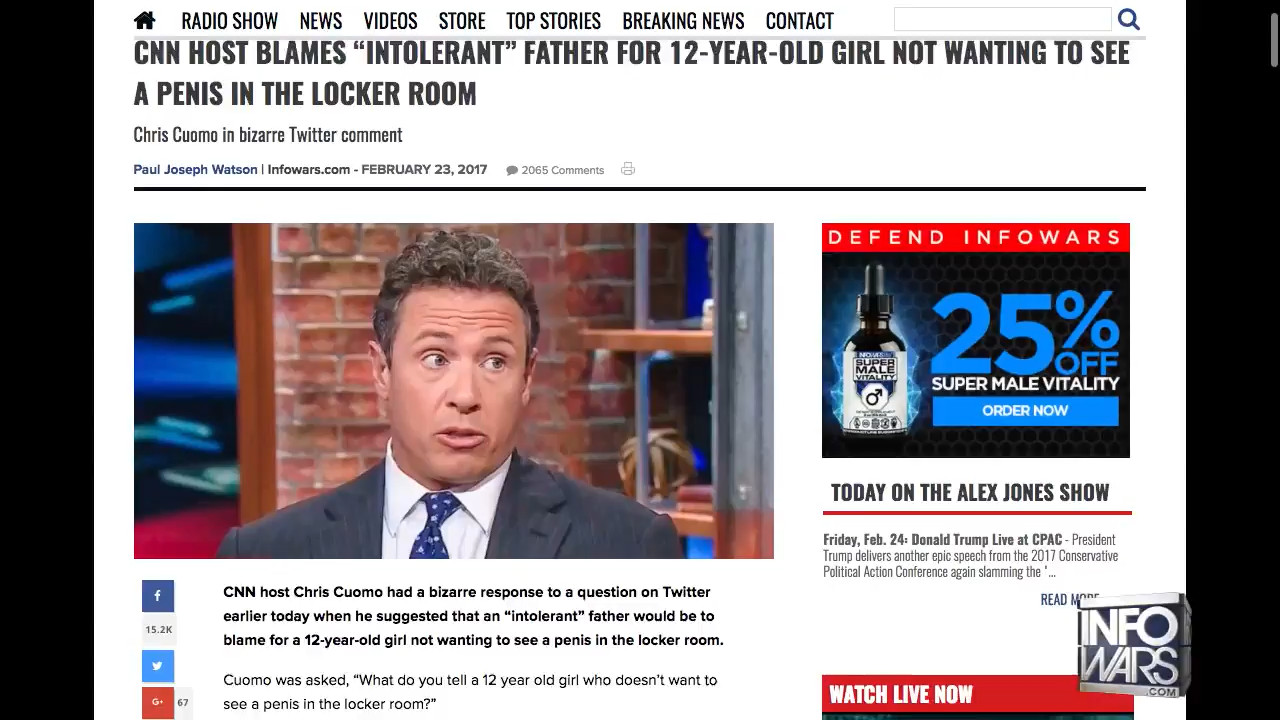 RADIO SHOW NEWS VIDEOS STORE TOP STORIES BREAKING NEWS CONTACT
CNN HOST BLAMES “INTOLERANT” FATHER FOR 12-YEAR-OLD GIRL NOT WANTING TO SEE
A PENIS IN THE LOCKER ROOM
Chris Cuomo in bizarre Twitter comment
Paul Joseph Watson | Infowars.com - FEBRUARY 23, 2017 2065 Comments
DEFEND INFOWARS
25% OFF
SUPER MALE VITALITY
ORDER NOW
INFOWARS
SUPER
MALE
VITALITY
TODAY ON THE ALEX JONES SHOW
Friday, Feb. 24: Donald Trump Live at CPAC - President
Trump delivers another epic speech from the 2017 Conservative
Political Action Conference again slamming the "...
READ MORE
f
15.2K
G+ 67
CNN host Chris Cuomo had a bizarre response to a question on Twitter
earlier today when he suggested that an “intolerant” father would be to
blame for a 12-year-old girl not wanting to see a penis in the locker room.
Cuomo was asked, “What do you tell a 12 year old girl who doesn’t want to
see a penis in the locker room?”
WATCH LIVE NOW
INFO
WARS
.COM